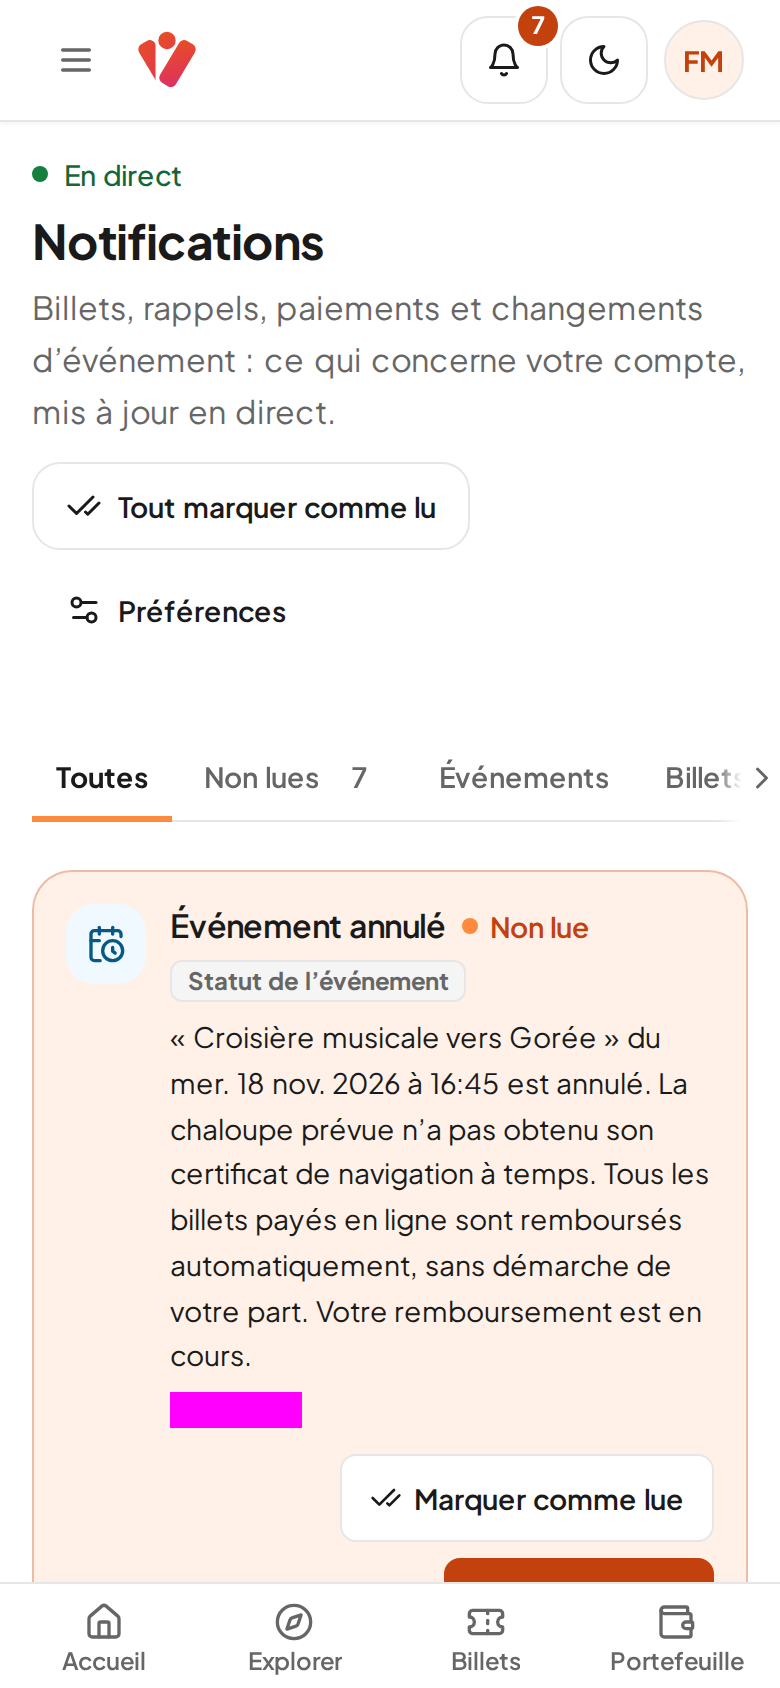 7
FM
En direct
Notifications
Billets, rappels, paiements et changements
d’événement : ce qui concerne votre compte,
mis à jour en direct.
Tout marquer comme lu
Préférences
Toutes Non lues 7 Événements Billets
Événement annulé Non lue
Statut de l’événement
« Croisière musicale vers Gorée » du
mer. 18 nov. 2026 à 16:45 est annulé. La
chaloupe prévue n’a pas obtenu son
certificat de navigation à temps. Tous les
billets payés en ligne sont remboursés
automatiquement, sans démarche de
votre part. Votre remboursement est en
cours.
Marquer comme lue
Accueil Explorer Billets Portefeuille